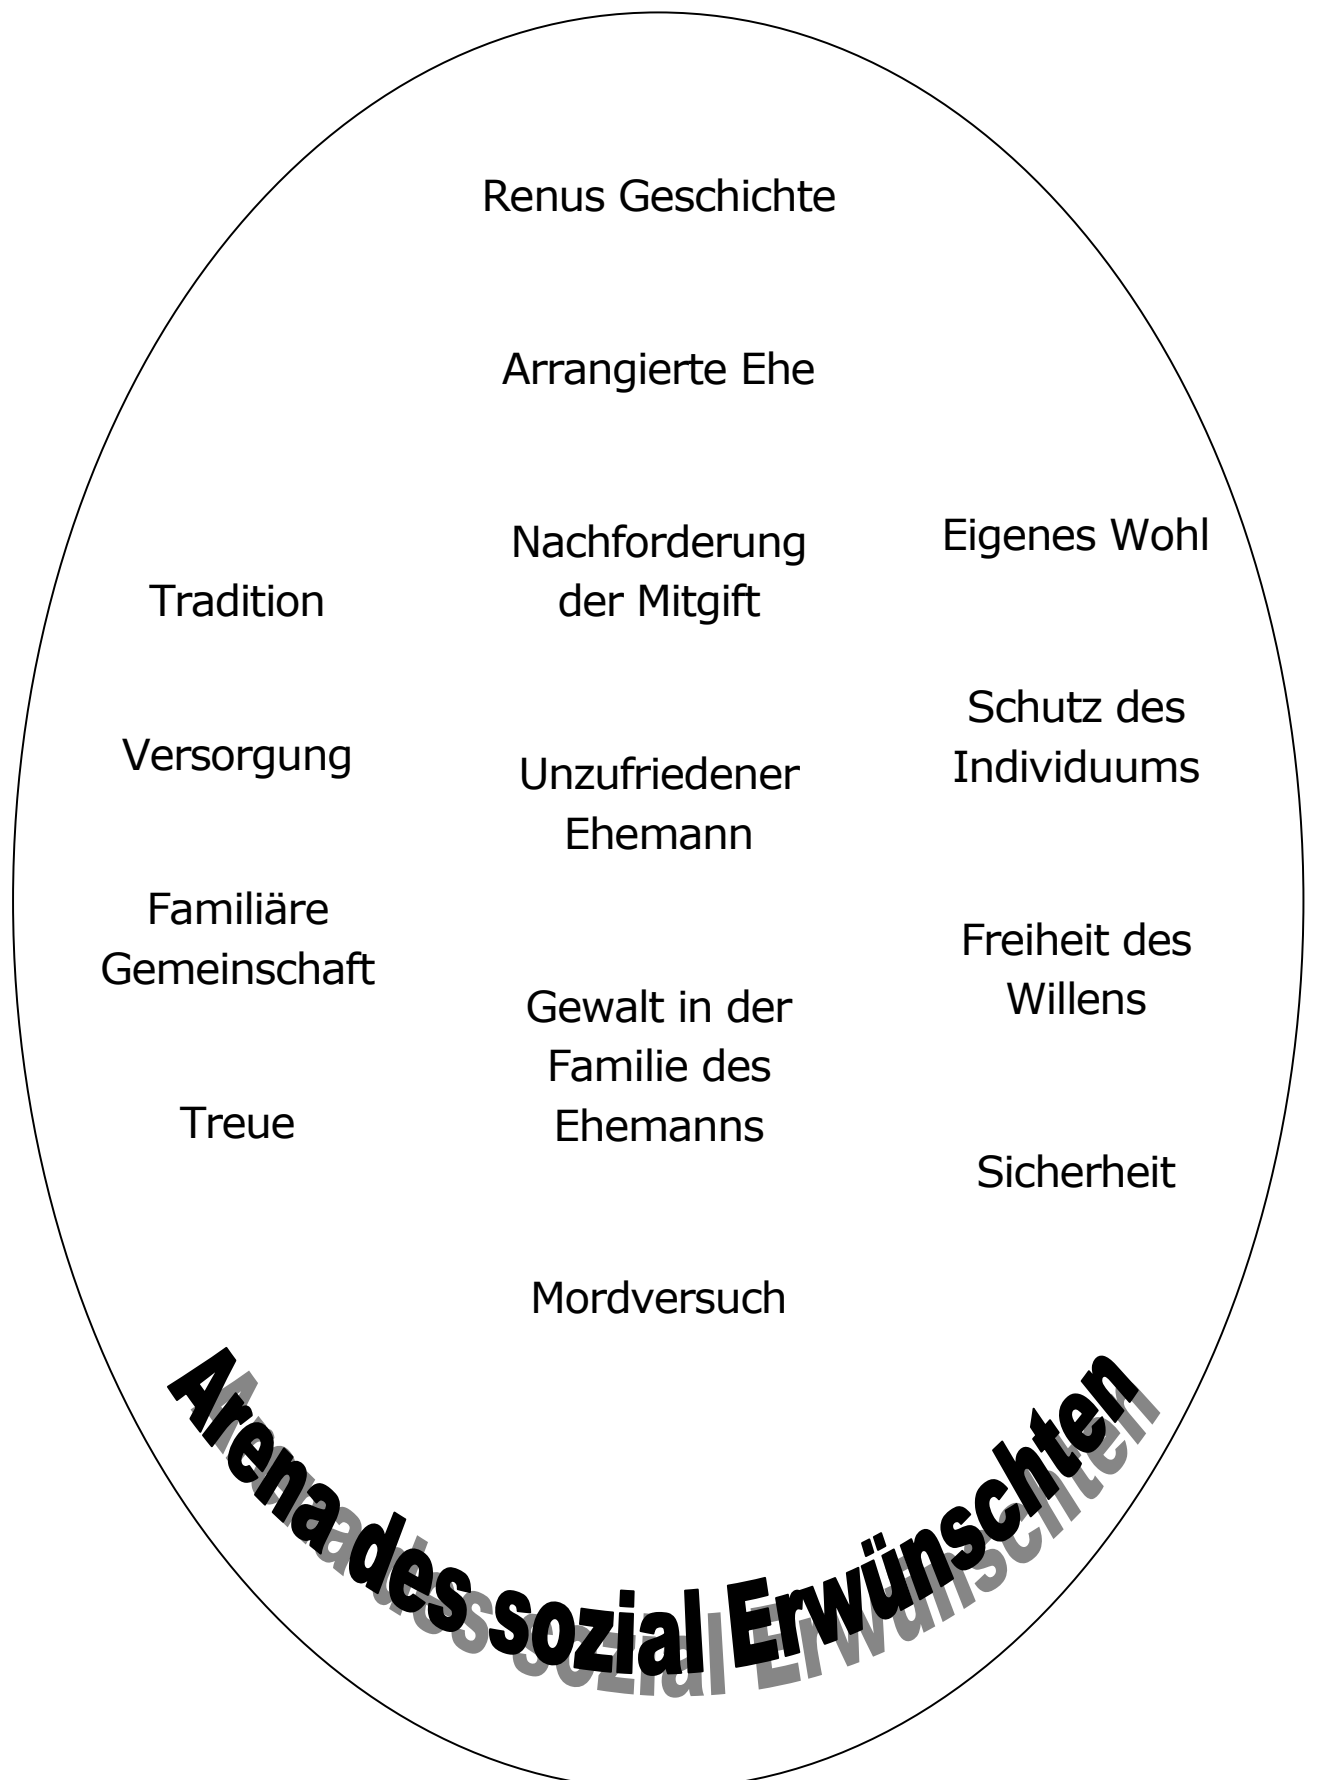 Renus Geschichte
Arrangierte Ehe
Tradition
Versorgung
Familiäre
Gemeinschaft
Treue
Nachforderung
der Mitgift
Unzufriedener
Ehemann
Gewalt in der
Familie des
Ehemanns
Mordversuch
Eigenes Wohl
Schutz des
Individuums
Freiheit des
Willens
Sicherheit
Arena des sozial Erwünschten